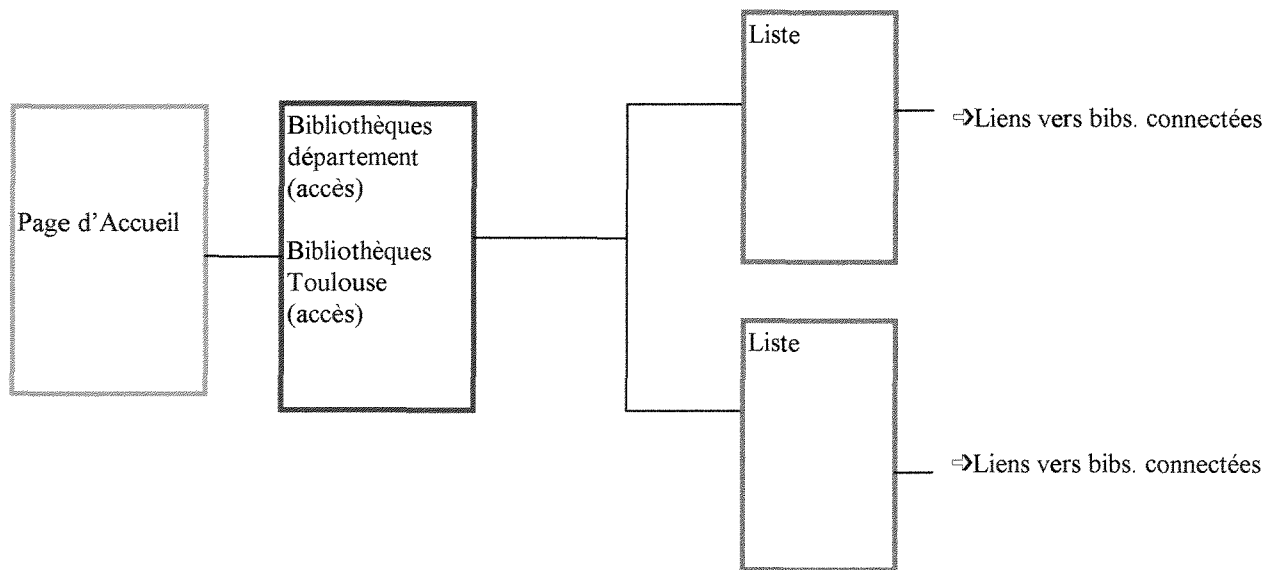 Page d'Accueil
Bibliothèques
département
(accès)
Bibliothèques
Toulouse
(accès)
Liste
⇨Liens vers bibs. connectées
Liste
⇨Liens vers bibs. connectées